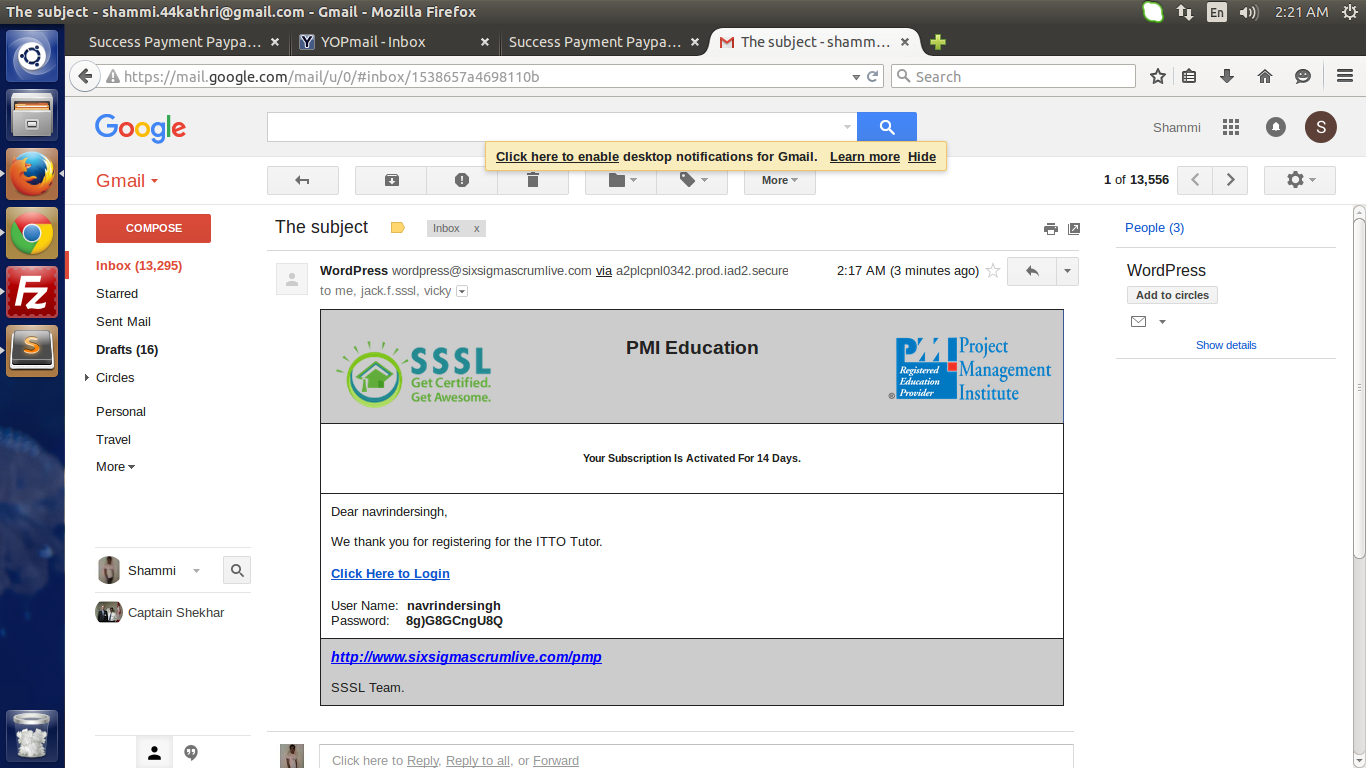 The subject - shammi.44kathri@gmail.com - Gmail - Mozilla Firefox
En
2:21 AM
Success Payment Paypa...
YOPmail - Inbox
Success Payment Paypa...
The subject - shamm...
https://mail.google.com/mail/u/0/#inbox/1538657a4698110b
Search
Google
Shammi
S
Click here to enable desktop notifications for Gmail. Learn more Hide
Gmail
More
1 of 13,556
COMPOSE
Inbox (13,295)
Starred
Sent Mail
Drafts (16)
Circles
Personal
Travel
More
Shammi
Captain Shekhar
The subject
Inbox x
WordPress wordpress@sixsigmascrumlive.com via a2plcpnl0342.prod.iad2.secure
2:17 AM (3 minutes ago)
to me, jack.f.sssl, vicky
SSSL
Get Certified.
Get Awesome.
PMI Education
PMI
Registered
Education
Provider
®
Project
Management
Institute
Your Subscription Is Activated For 14 Days.
Dear navrindersingh,
We thank you for registering for the ITTO Tutor.
Click Here to Login
User Name: navrindersingh
Password: 8g)G8GCngU8Q
http://www.sixsigmascrumlive.com/pmp
SSSL Team.
Click here to Reply, Reply to all, or Forward
People (3)
WordPress
Add to circles
Show details
Fz
S